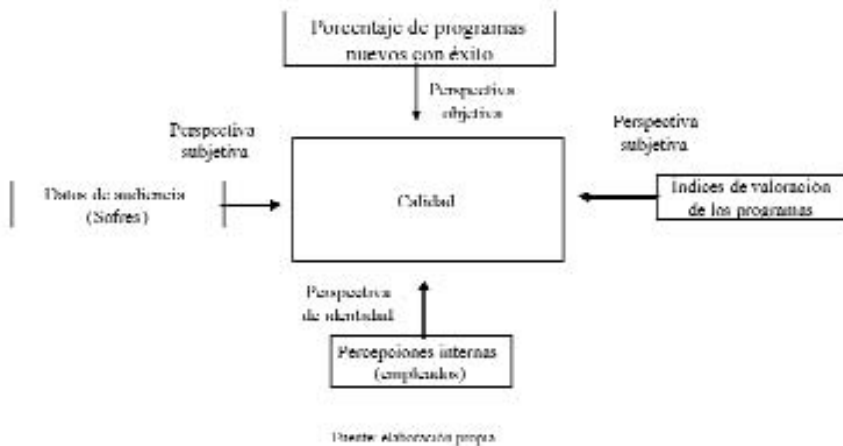 Porcentaje de programas
nuevos con éxito
Perspectiva
objetiva
Perspectiva
subjetiva
Perspectiva
subjetiva
Datos de audiencia
(Sofres)
Calidad
Indices de valoración
de los programas
Perspectiva
de identidad
Percepciones internas
(empleados)
Fuente: elaboración propia